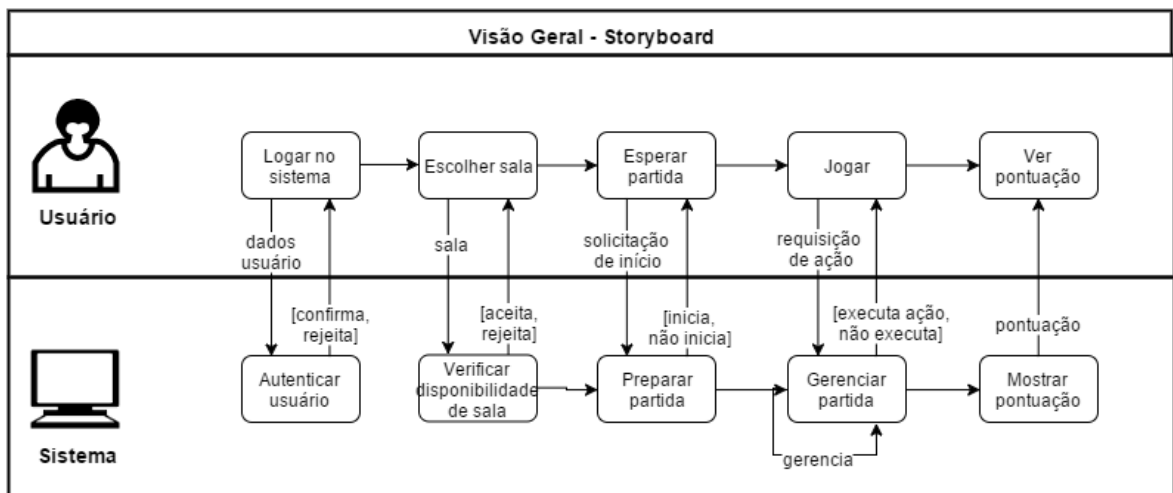 Visão Geral - Storyboard
Logar no
sistema
Escolher sala
Esperar
partida
Jogar
Ver
pontuação
Usuário
dados
usuário
sala
solicitação
de início
requisição
de ação
[confirma,
rejeita]
[aceita,
rejeita]
[inicia,
não inicia]
[executa ação,
não executa]
pontuação
Autenticar
usuário
Verificar
disponibilidade
de sala
Preparar
partida
Gerenciar
partida
Mostrar
pontuação
Sistema
gerencia